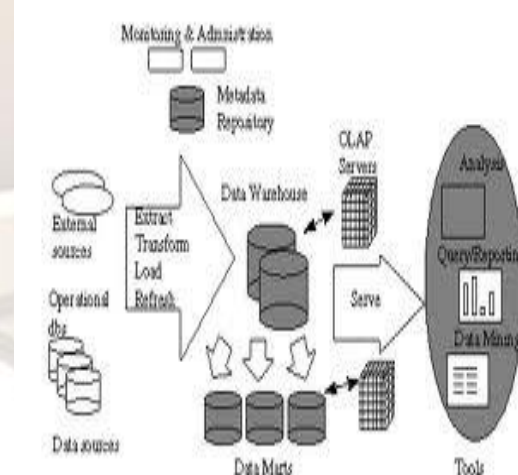 Monitoring & Administration
Metadata
Repository
OLAP
Servers
Analysis
Data Warehouse
External
sources
Extract
Transform
Load
Refresh
Query/Reporting
Operational
dbs
Serve
Data Mining
Data sources
Data Marts
Tools